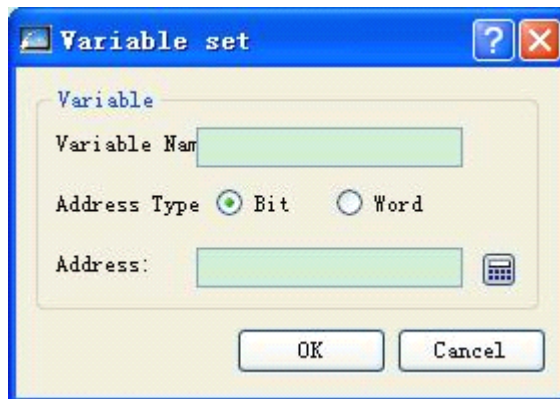 Variable set
Variable
Variable Nam
Address Type Bit Word
Address:
OK Cancel